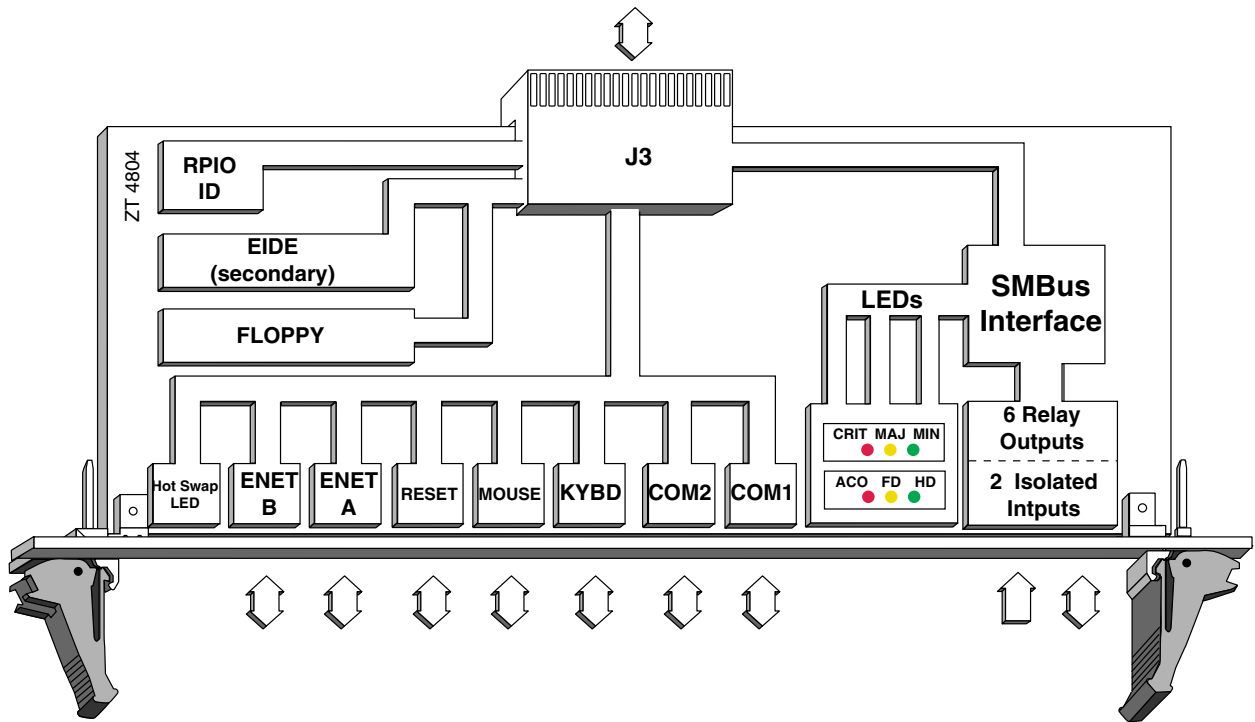 J3
ZT 4804
RPIO
ID
EIDE
(secondary)
FLOPPY
LEDs
SMBus
Interface
Hot Swap
LED
ENET
B
ENET
A
RESET
MOUSE
KYBD
COM2
COM1
CRIT MAJ MIN
ACO FD HD
6 Relay
Outputs
2 Isolated
Intputs